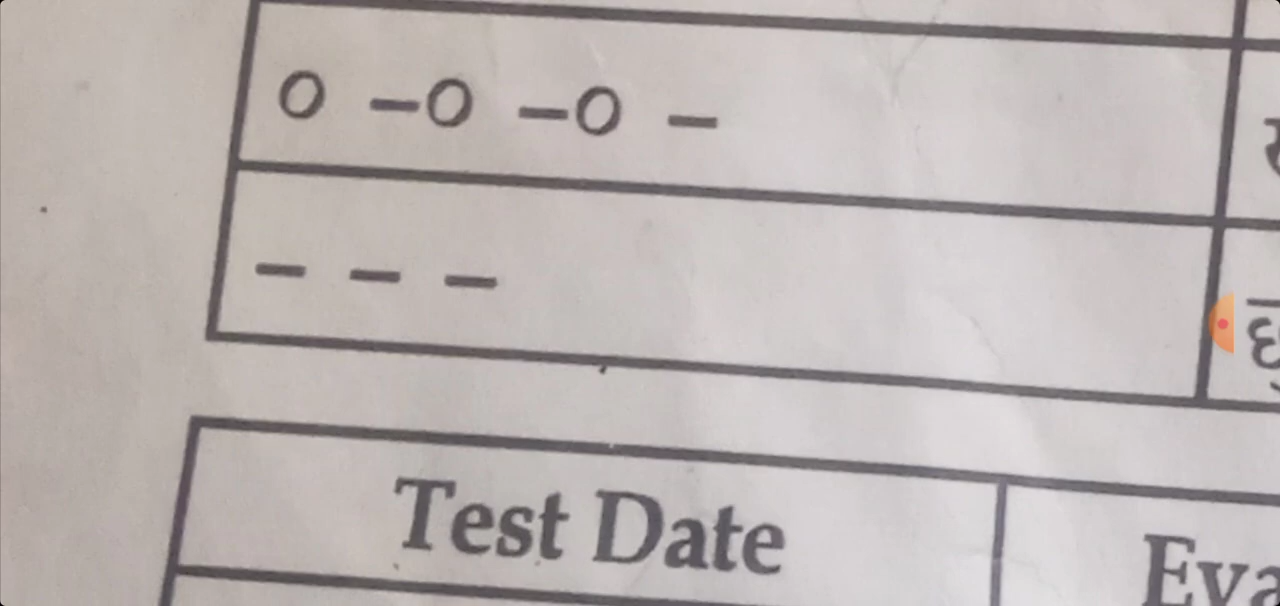 O –O –O –
– – –
Test Date